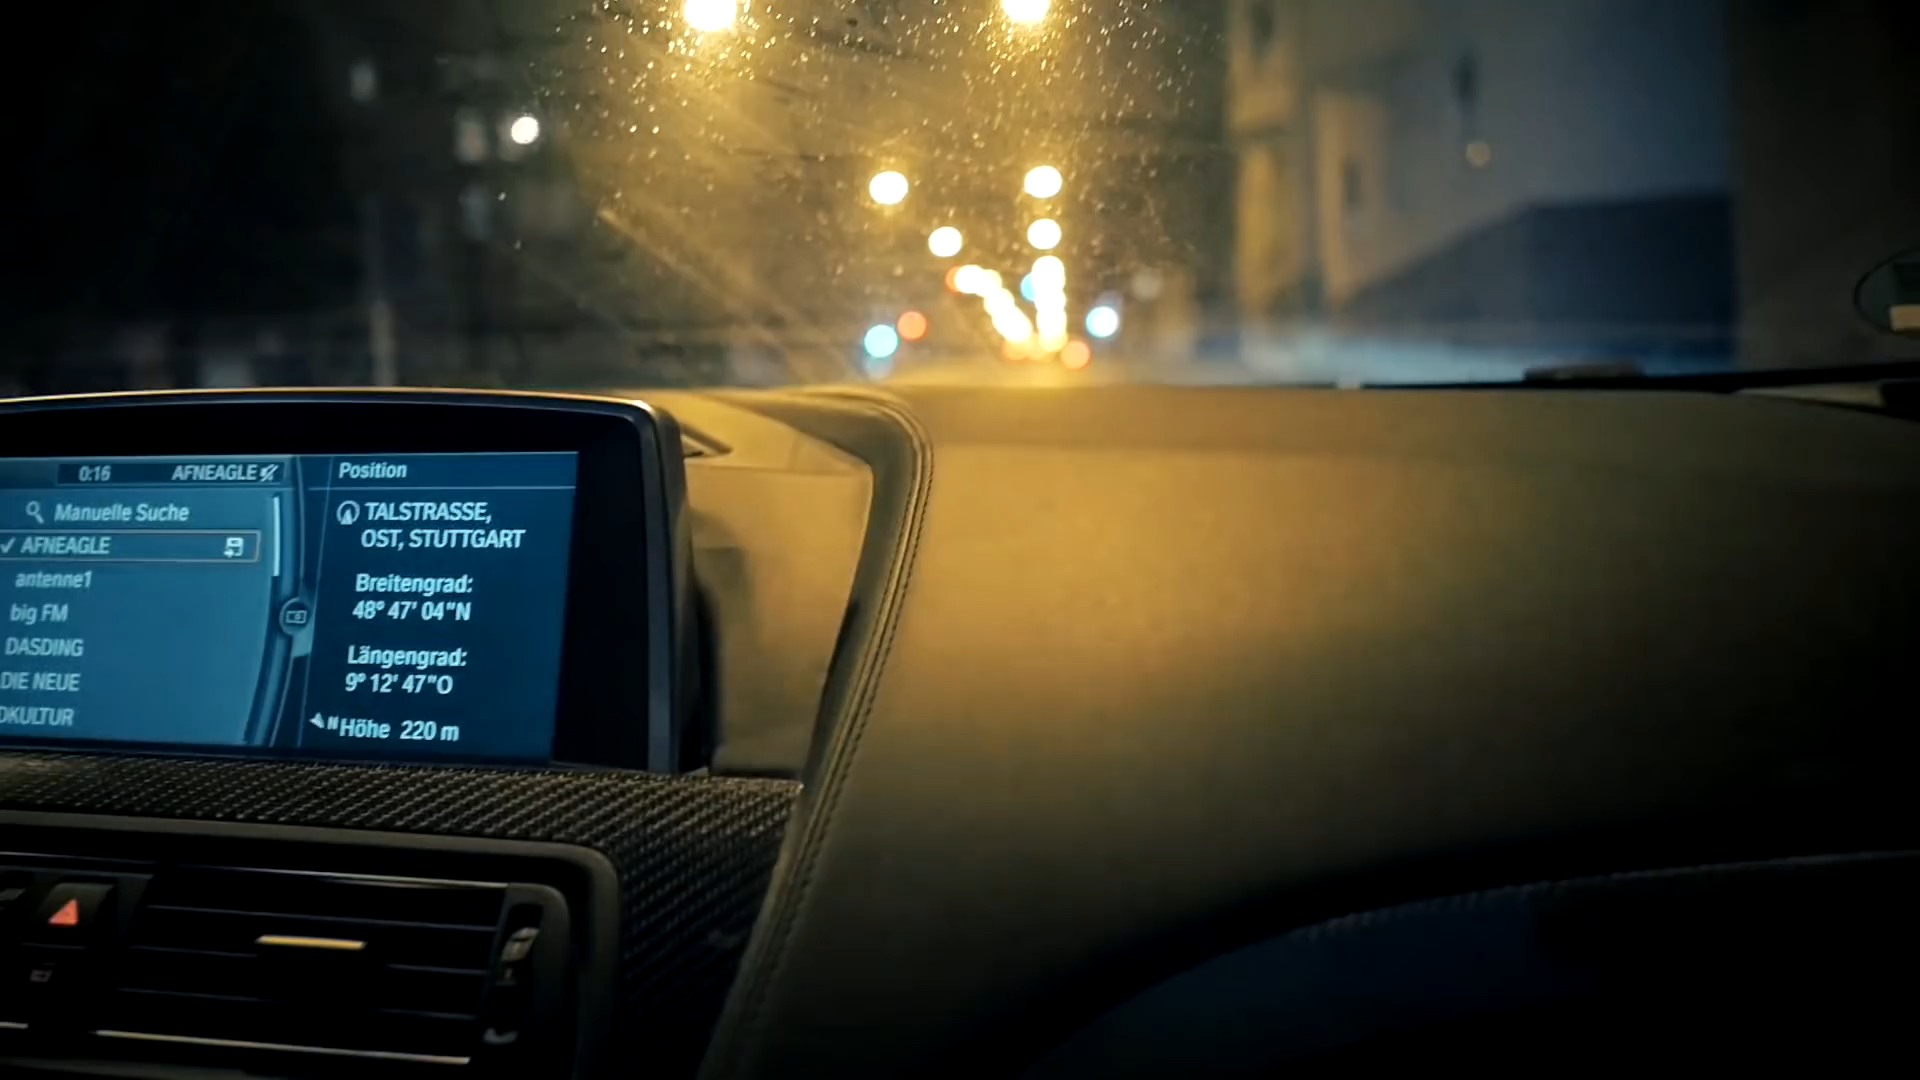 0:16 AFNEAGLE
Manuelle Suche
AFNEAGLE
antenne1
big FM
DASDING
DIE NEUE
DKULTUR
Position
TALSTRASSE,
OST, STUTTGART
Breitengrad:
48° 47' 04"N
Längengrad:
9° 12' 47"O
N Höhe 220 m